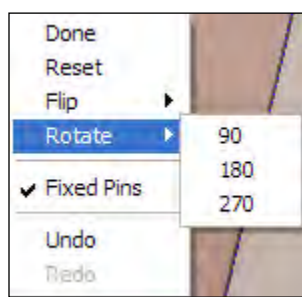 Done
Reset
Flip
Rotate
90
180
270
Fixed Pins
Undo
Redo